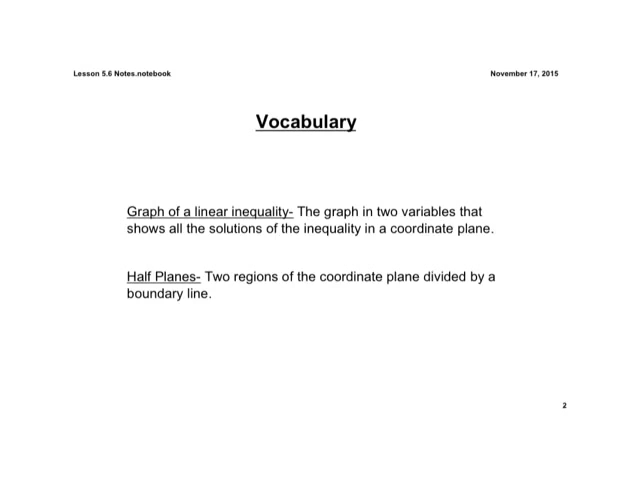 Lesson 5.6 Notes.notebook
November 17, 2015
Vocabulary
Graph of a linear inequality- The graph in two variables that
shows all the solutions of the inequality in a coordinate plane.
Half Planes- Two regions of the coordinate plane divided by a
boundary line.
2